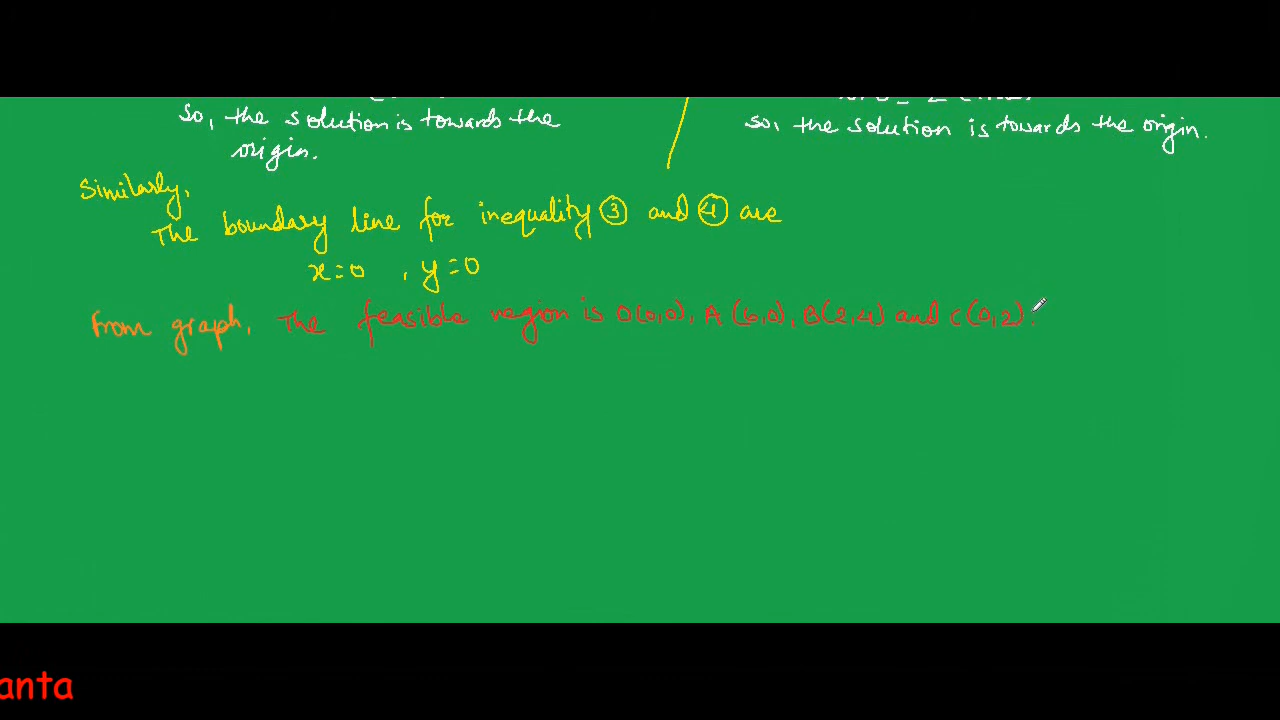 So, the solution is towards the
origin.
So, the solution is towards the origin.
Similarly,
The boundary line for inequality ③ and ④ are
x=0 , y=0
From graph, The feasible region is O(0,0), A(6,0), B(2,4) and C(0,2).
anta